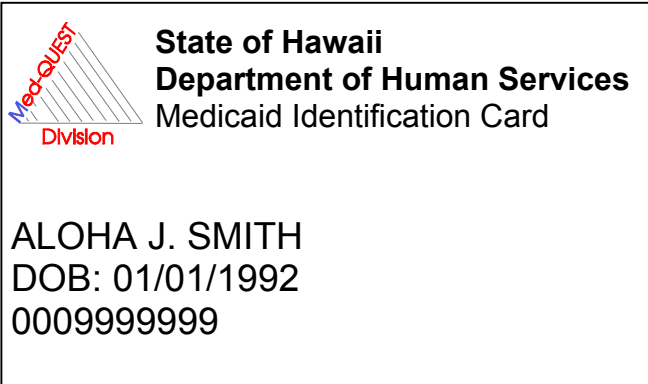 Med-QUEST
Division
State of Hawaii
Department of Human Services
Medicaid Identification Card
ALOHA J. SMITH
DOB: 01/01/1992
0009999999